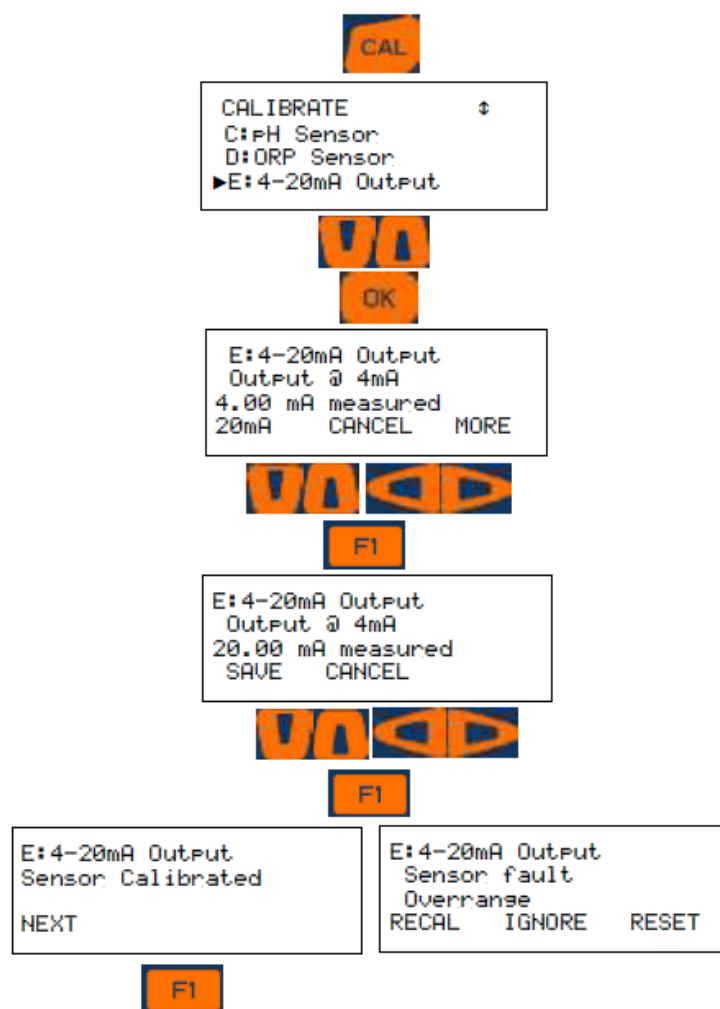 CAL
CALIBRATE ↕
C:pH Sensor
D:ORP Sensor
►E:4-20mA Output
OK
E:4-20mA Output
Output @ 4mA
4.00 mA measured
20mA CANCEL MORE
F1
E:4-20mA Output
Output @ 4mA
20.00 mA measured
SAVE CANCEL
F1
E:4-20mA Output
Sensor Calibrated
NEXT
E:4-20mA Output
Sensor fault
Overrange
RECAL IGNORE RESET
F1